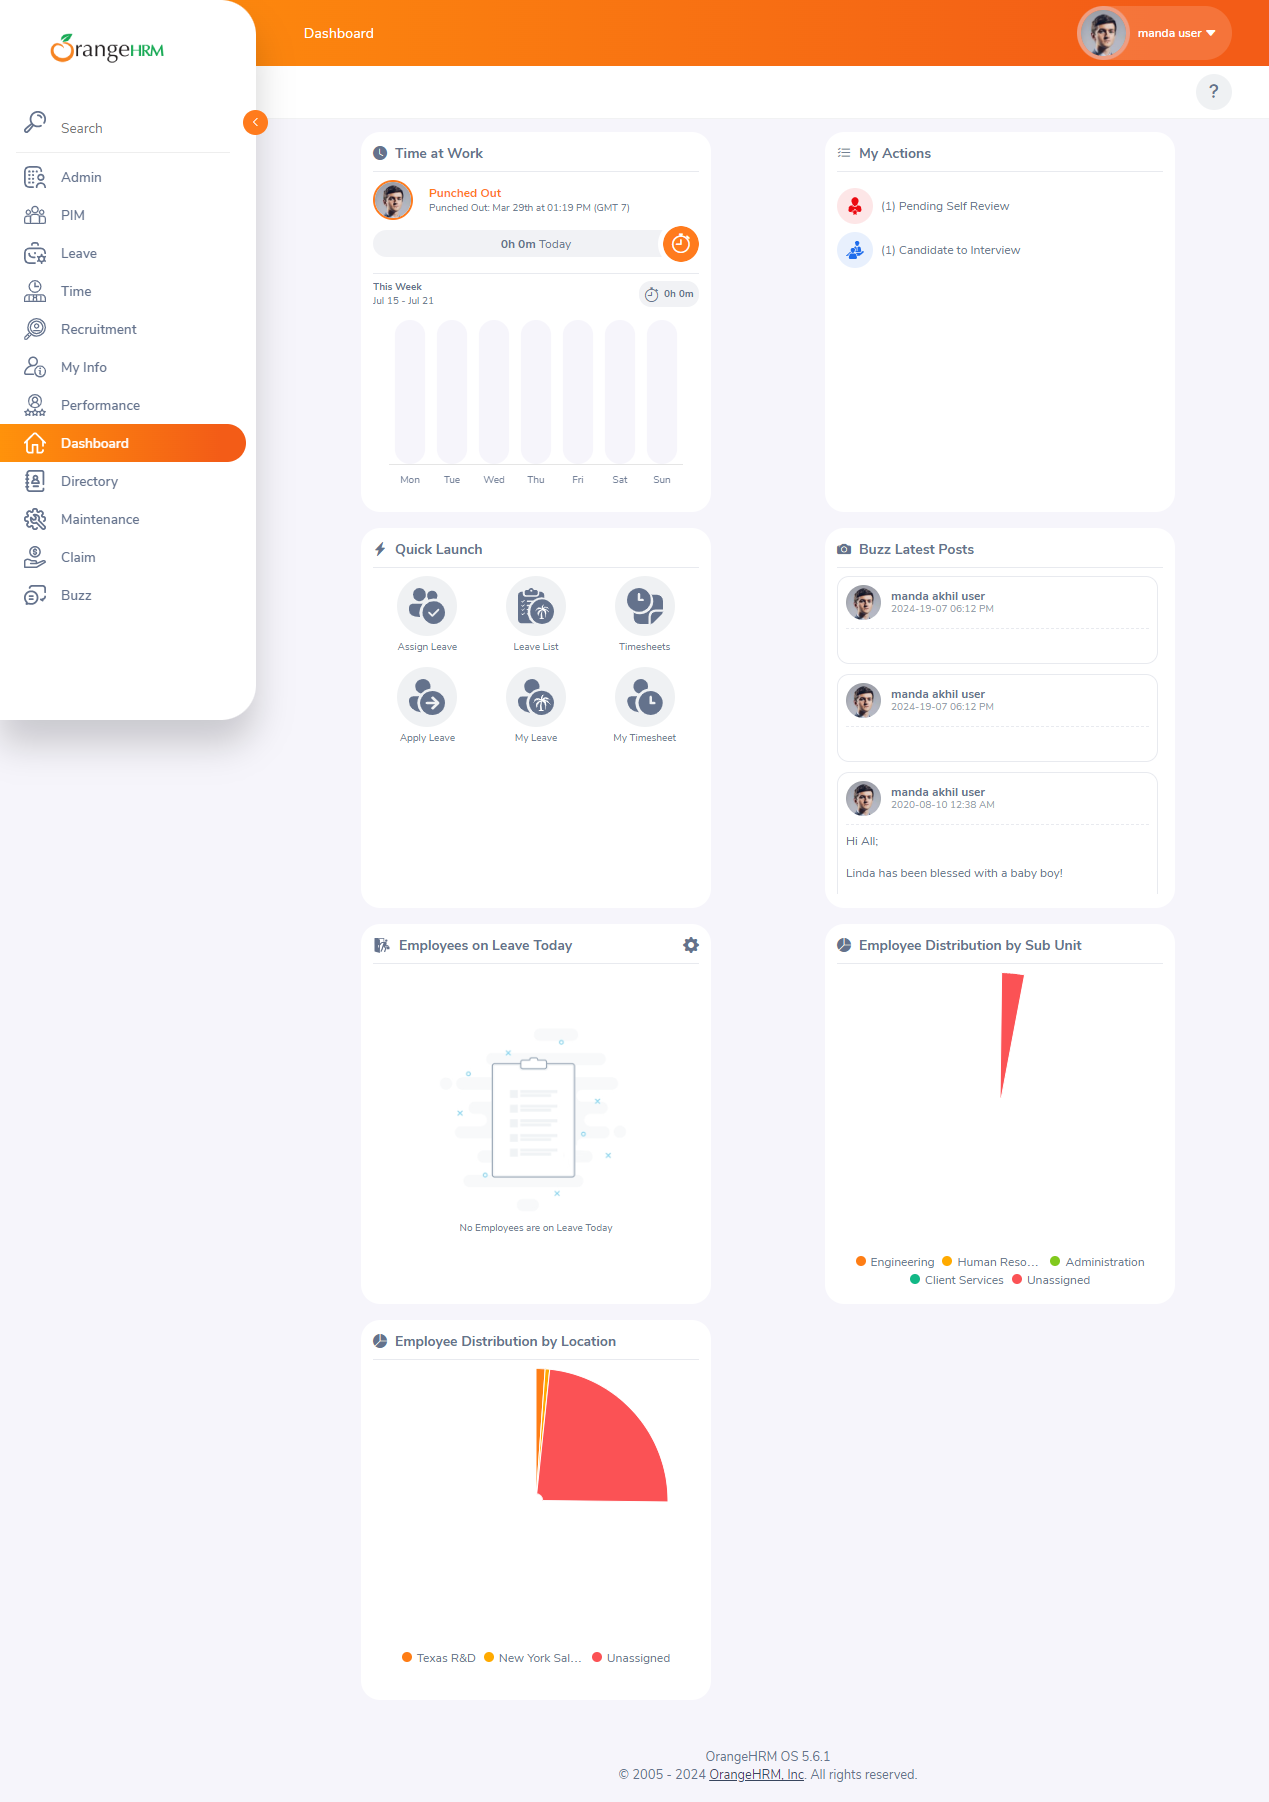 OrangeHRM
Dashboard
manda user
?
Search
Admin
PIM
Leave
Time
Recruitment
My Info
Performance
Dashboard
Directory
Maintenance
Claim
Buzz
Time at Work
Punched Out
Punched Out: Mar 29th at 01:19 PM (GMT 7)
0h 0m Today
This Week
Jul 15 - Jul 21
0h 0m
Mon Tue Wed Thu Fri Sat Sun
My Actions
(1) Pending Self Review
(1) Candidate to Interview
Quick Launch
Assign Leave
Leave List
Timesheets
Apply Leave
My Leave
My Timesheet
Buzz Latest Posts
manda akhil user
2024-19-07 06:12 PM
manda akhil user
2024-19-07 06:12 PM
manda akhil user
2020-08-10 12:38 AM
Hi All;
Linda has been blessed with a baby boy!
Employees on Leave Today
No Employees are on Leave Today
Employee Distribution by Sub Unit
Engineering Human Reso… Administration
Client Services Unassigned
Employee Distribution by Location
Texas R&D New York Sal… Unassigned
OrangeHRM OS 5.6.1
© 2005 - 2024 OrangeHRM, Inc. All rights reserved.